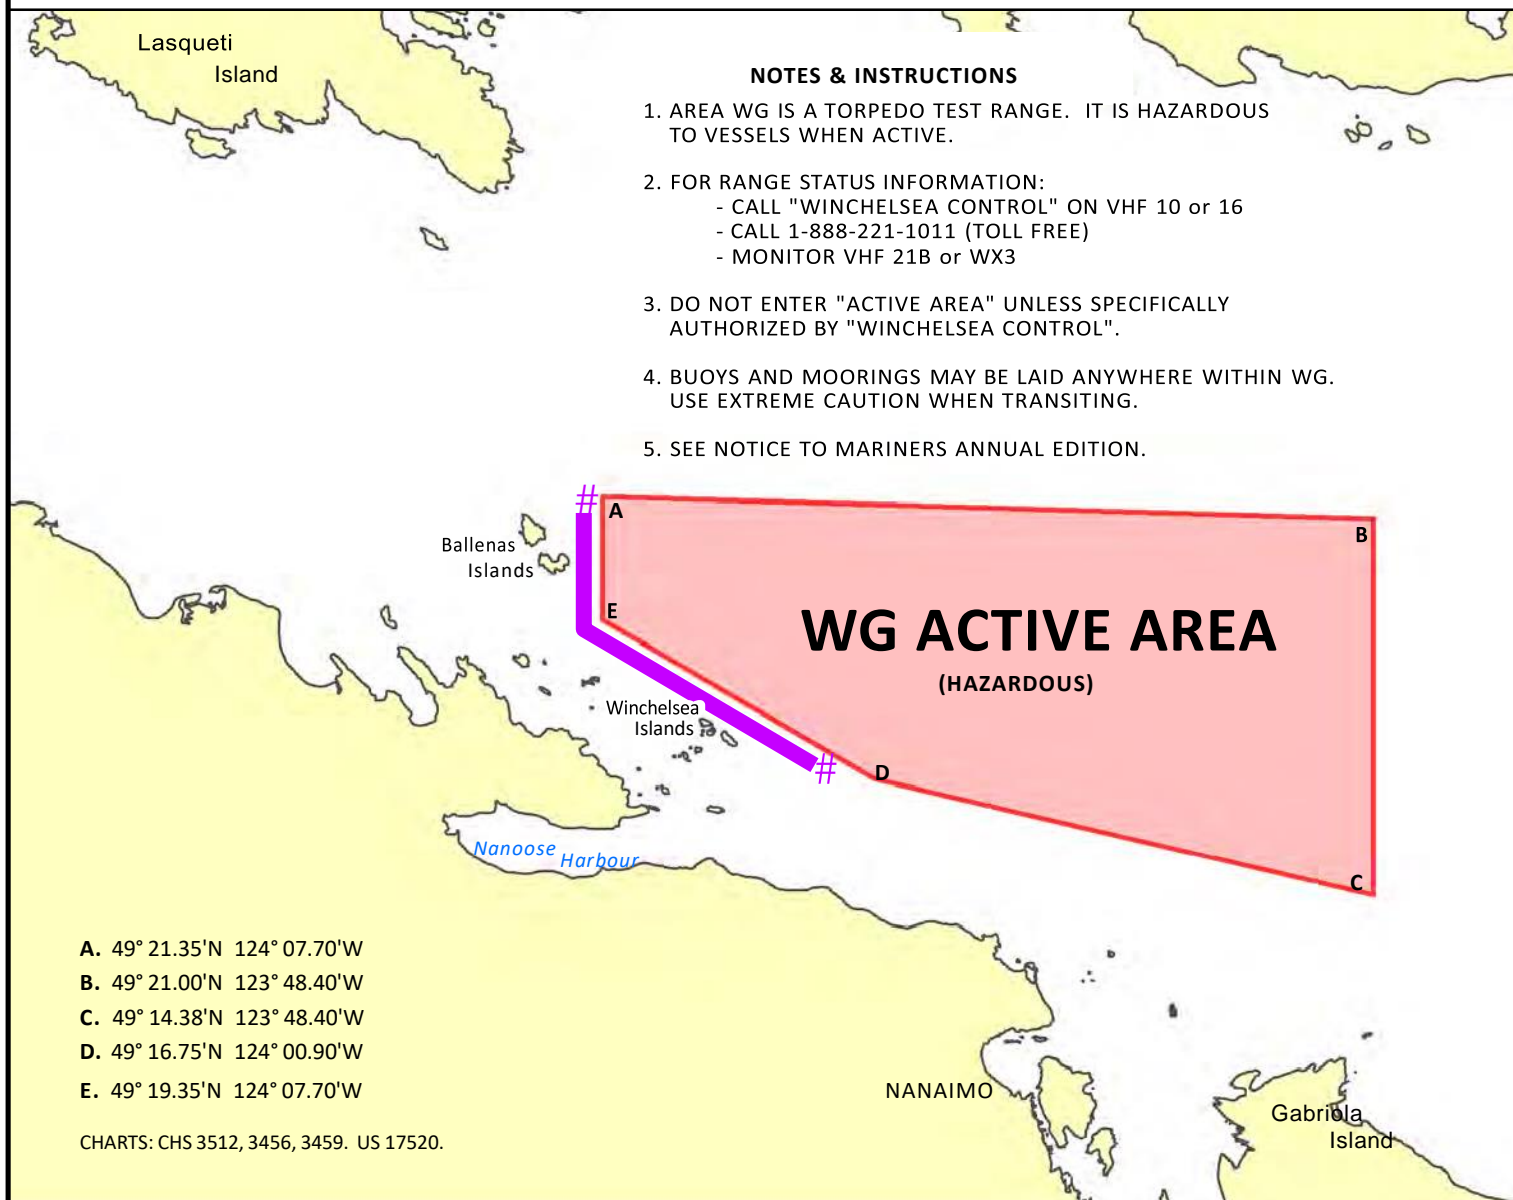 Lasqueti
Island
NOTES & INSTRUCTIONS
1. AREA WG IS A TORPEDO TEST RANGE. IT IS HAZARDOUS
TO VESSELS WHEN ACTIVE.
2. FOR RANGE STATUS INFORMATION:
- CALL "WINCHELSEA CONTROL" ON VHF 10 or 16
- CALL 1-888-221-1011 (TOLL FREE)
- MONITOR VHF 21B or WX3
3. DO NOT ENTER "ACTIVE AREA" UNLESS SPECIFICALLY
AUTHORIZED BY "WINCHELSEA CONTROL".
4. BUOYS AND MOORINGS MAY BE LAID ANYWHERE WITHIN WG.
USE EXTREME CAUTION WHEN TRANSITING.
5. SEE NOTICE TO MARINERS ANNUAL EDITION.
#
A
B
Ballenas
Islands
E
WG ACTIVE AREA
(HAZARDOUS)
Winchelsea
Islands
#
D
C
Nanoose Harbour
A. 49° 21.35'N 124° 07.70'W
B. 49° 21.00'N 123° 48.40'W
C. 49° 14.38'N 123° 48.40'W
D. 49° 16.75'N 124° 00.90'W
E. 49° 19.35'N 124° 07.70'W
CHARTS: CHS 3512, 3456, 3459. US 17520.
NANAIMO
Gabriola
Island